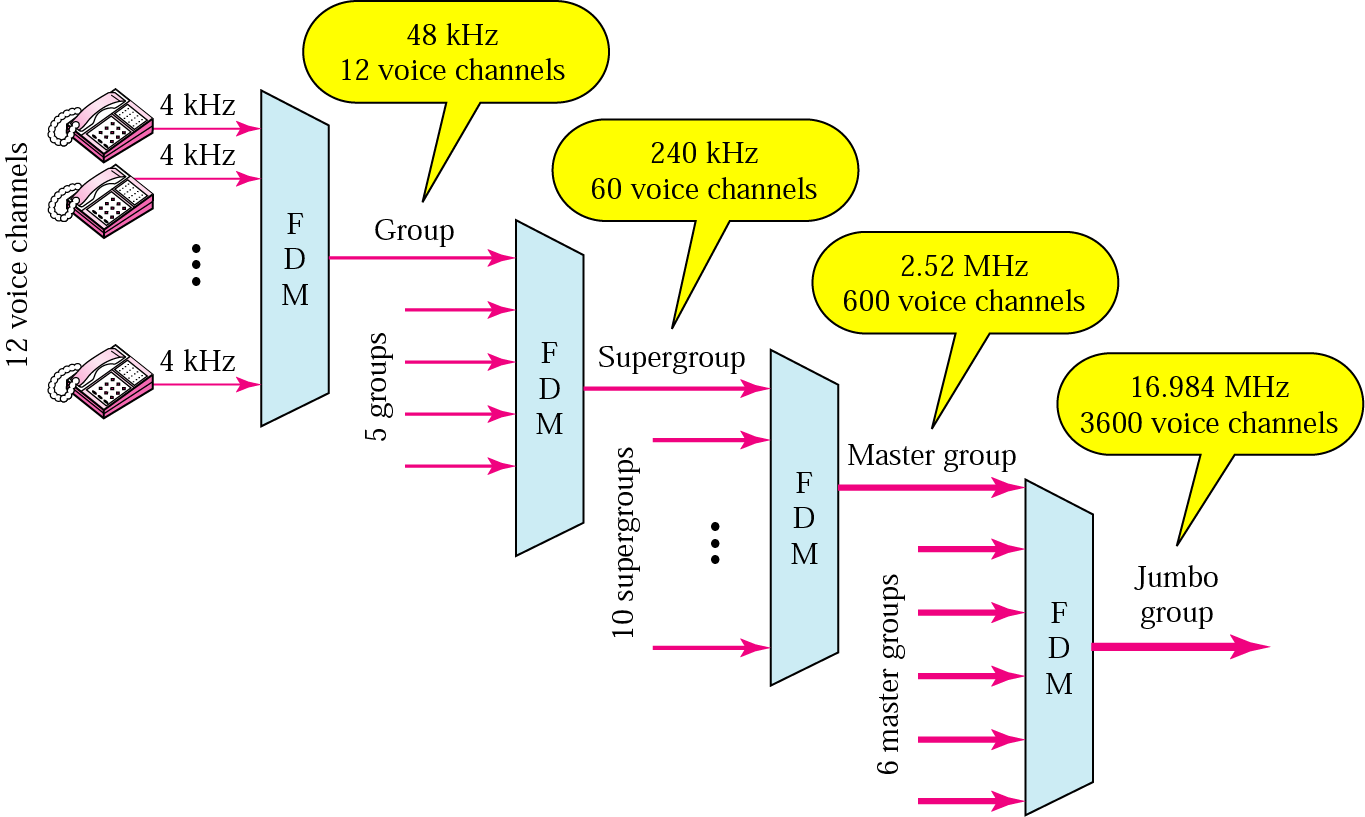 48 kHz
12 voice channels
4 kHz
4 kHz
4 kHz
12 voice channels
F
D
M
Group
240 kHz
60 voice channels
5 groups
F
D
M
Supergroup
2.52 MHz
600 voice channels
10 supergroups
F
D
M
Master group
16.984 MHz
3600 voice channels
6 master groups
F
D
M
Jumbo
group